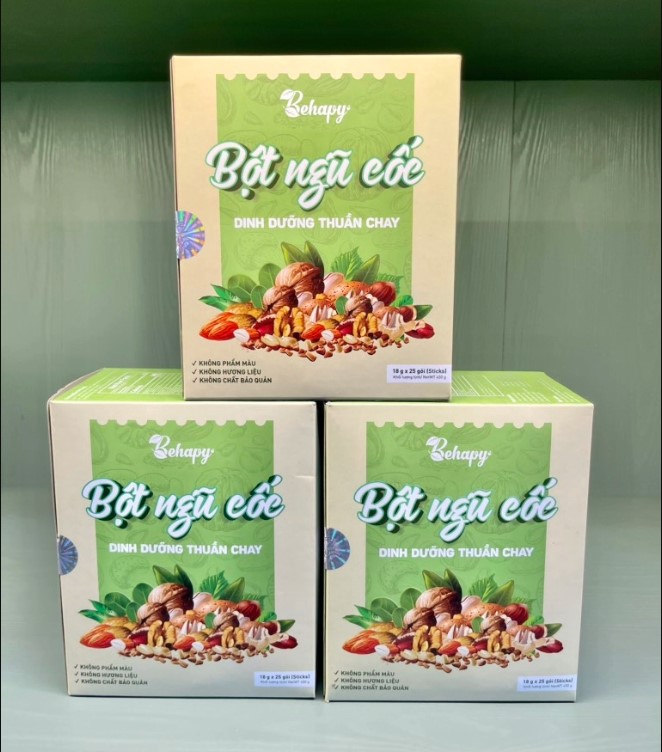 Behapy
Bột ngũ cốc
DINH DƯỠNG THUẦN CHAY
✓ KHÔNG PHẨM MÀU
✓ KHÔNG HƯƠNG LIỆU
✓ KHÔNG CHẤT BẢO QUẢN
18 g x 25 gói (Sticks)
Behapy
Bột ngũ cốc
DINH DƯỠNG THUẦN CHAY
✓ KHÔNG PHẨM MÀU
✓ KHÔNG HƯƠNG LIỆU
✓ KHÔNG CHẤT BẢO QUẢN
18 g x 25 gói (Sticks)
Behapy
Bột ngũ cốc
DINH DƯỠNG THUẦN CHAY
✓ KHÔNG PHẨM MÀU
✓ KHÔNG HƯƠNG LIỆU
✓ KHÔNG CHẤT BẢO QUẢN
18 g x 25 gói (Sticks)